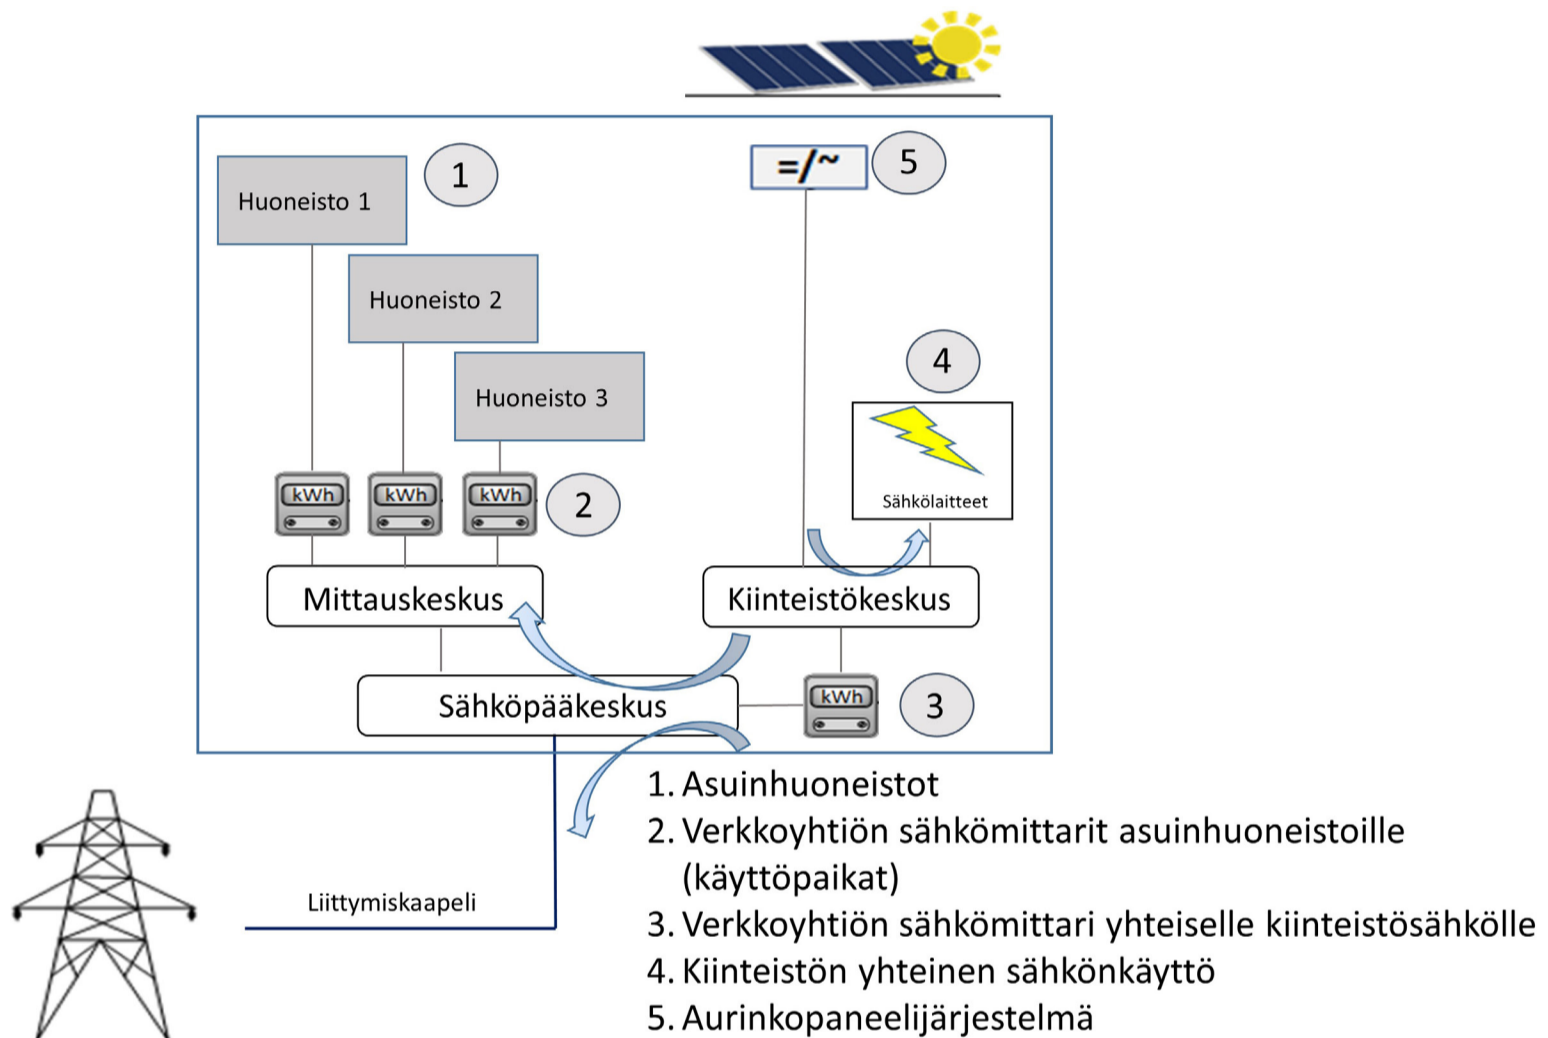 =/~
5
1
Huoneisto 1
Huoneisto 2
4
Huoneisto 3
Sähkölaitteet
kWh
kWh
kWh
2
Mittauskeskus
Kiinteistökeskus
Sähköpääkeskus
kWh
3
1. Asuinhuoneistot
2. Verkkoyhtiön sähkömittarit asuinhuoneistoille
(käyttöpaikat)
Liittymiskaapeli
3. Verkkoyhtiön sähkömittari yhteiselle kiinteistösähkölle
4. Kiinteistön yhteinen sähkönkäyttö
5. Aurinkopaneelijärjestelmä